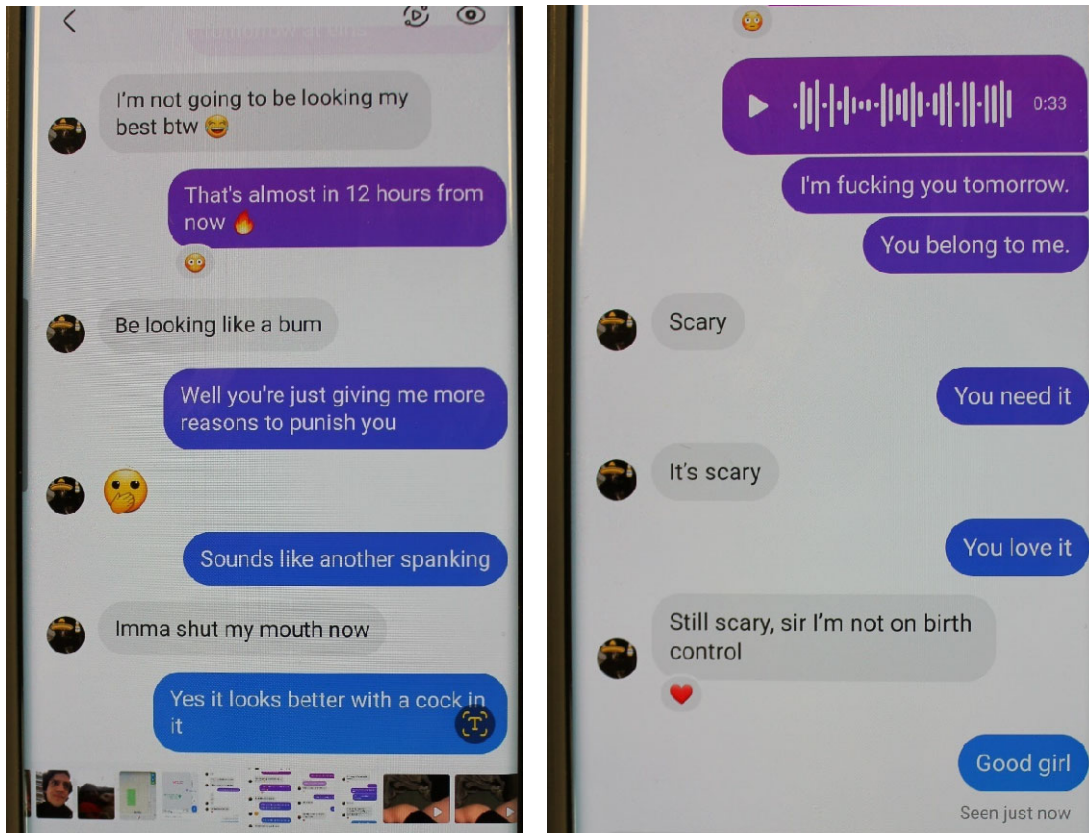 I'm not going to be looking my
best btw 😆
That's almost in 12 hours from
now 🔥
Be looking like a bum
Well you're just giving me more
reasons to punish you
Sounds like another spanking
Imma shut my mouth now
Yes it looks better with a cock in
it
T
0:33
I'm fucking you tomorrow.
You belong to me.
Scary
You need it
It's scary
You love it
Still scary, sir I'm not on birth
control
Good girl
Seen just now